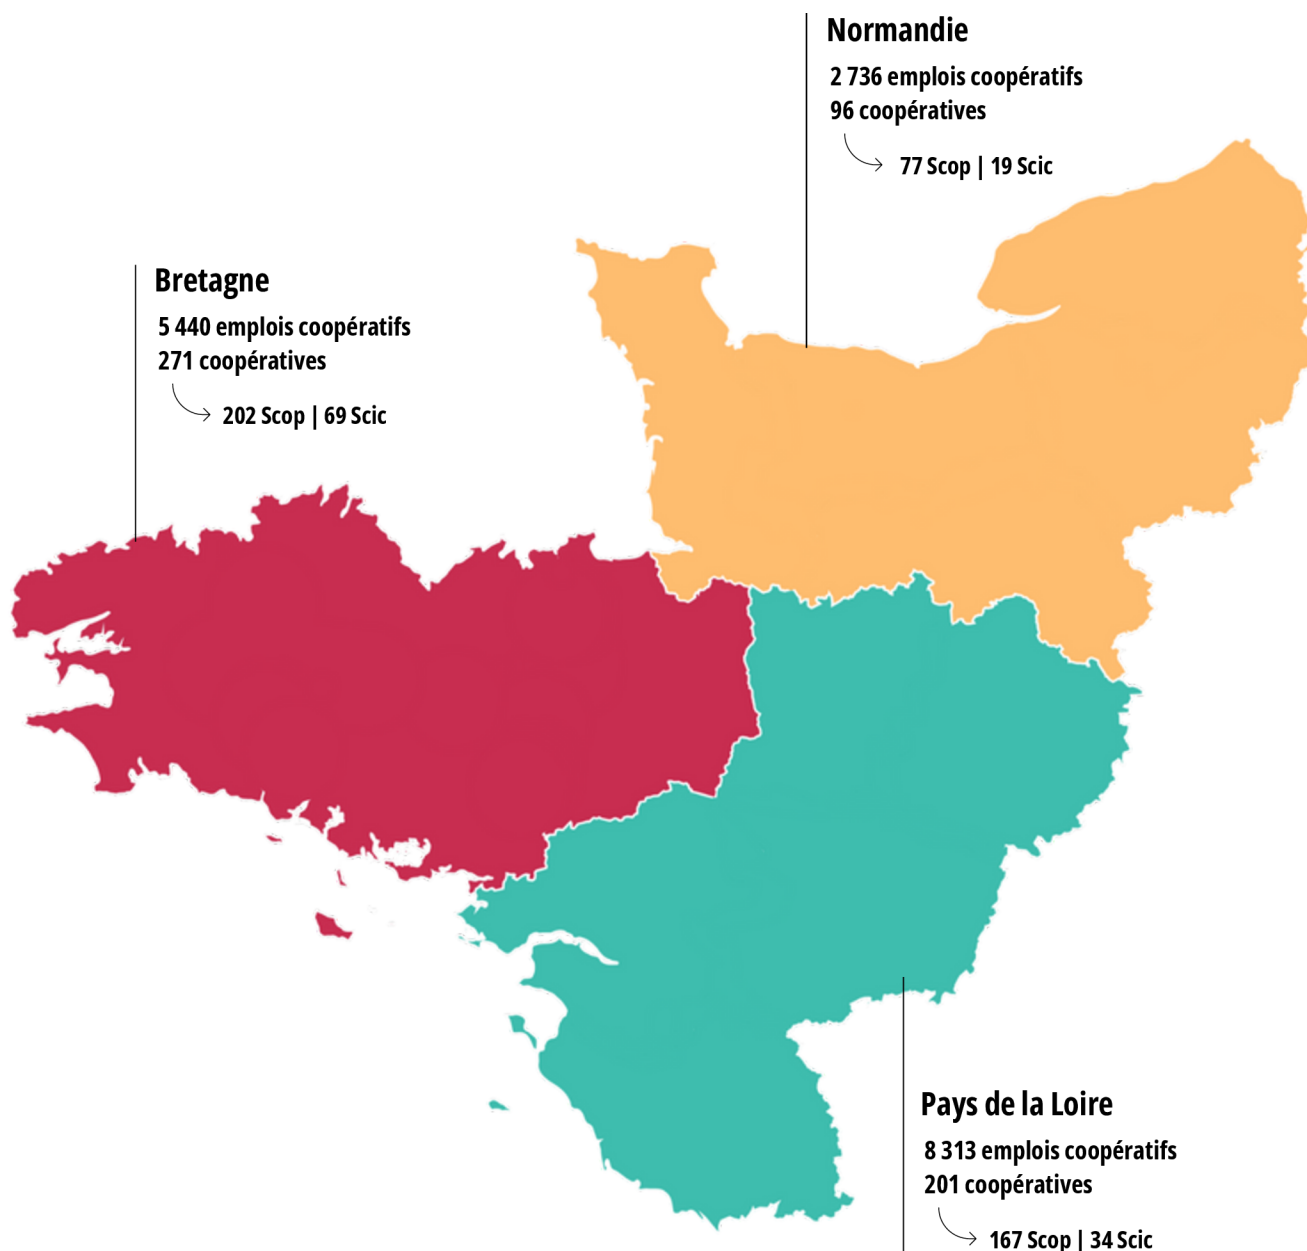 Normandie
2 736 emplois coopératifs
96 coopératives
77 Scop | 19 Scic
Bretagne
5 440 emplois coopératifs
271 coopératives
202 Scop | 69 Scic
Pays de la Loire
8 313 emplois coopératifs
201 coopératives
167 Scop | 34 Scic